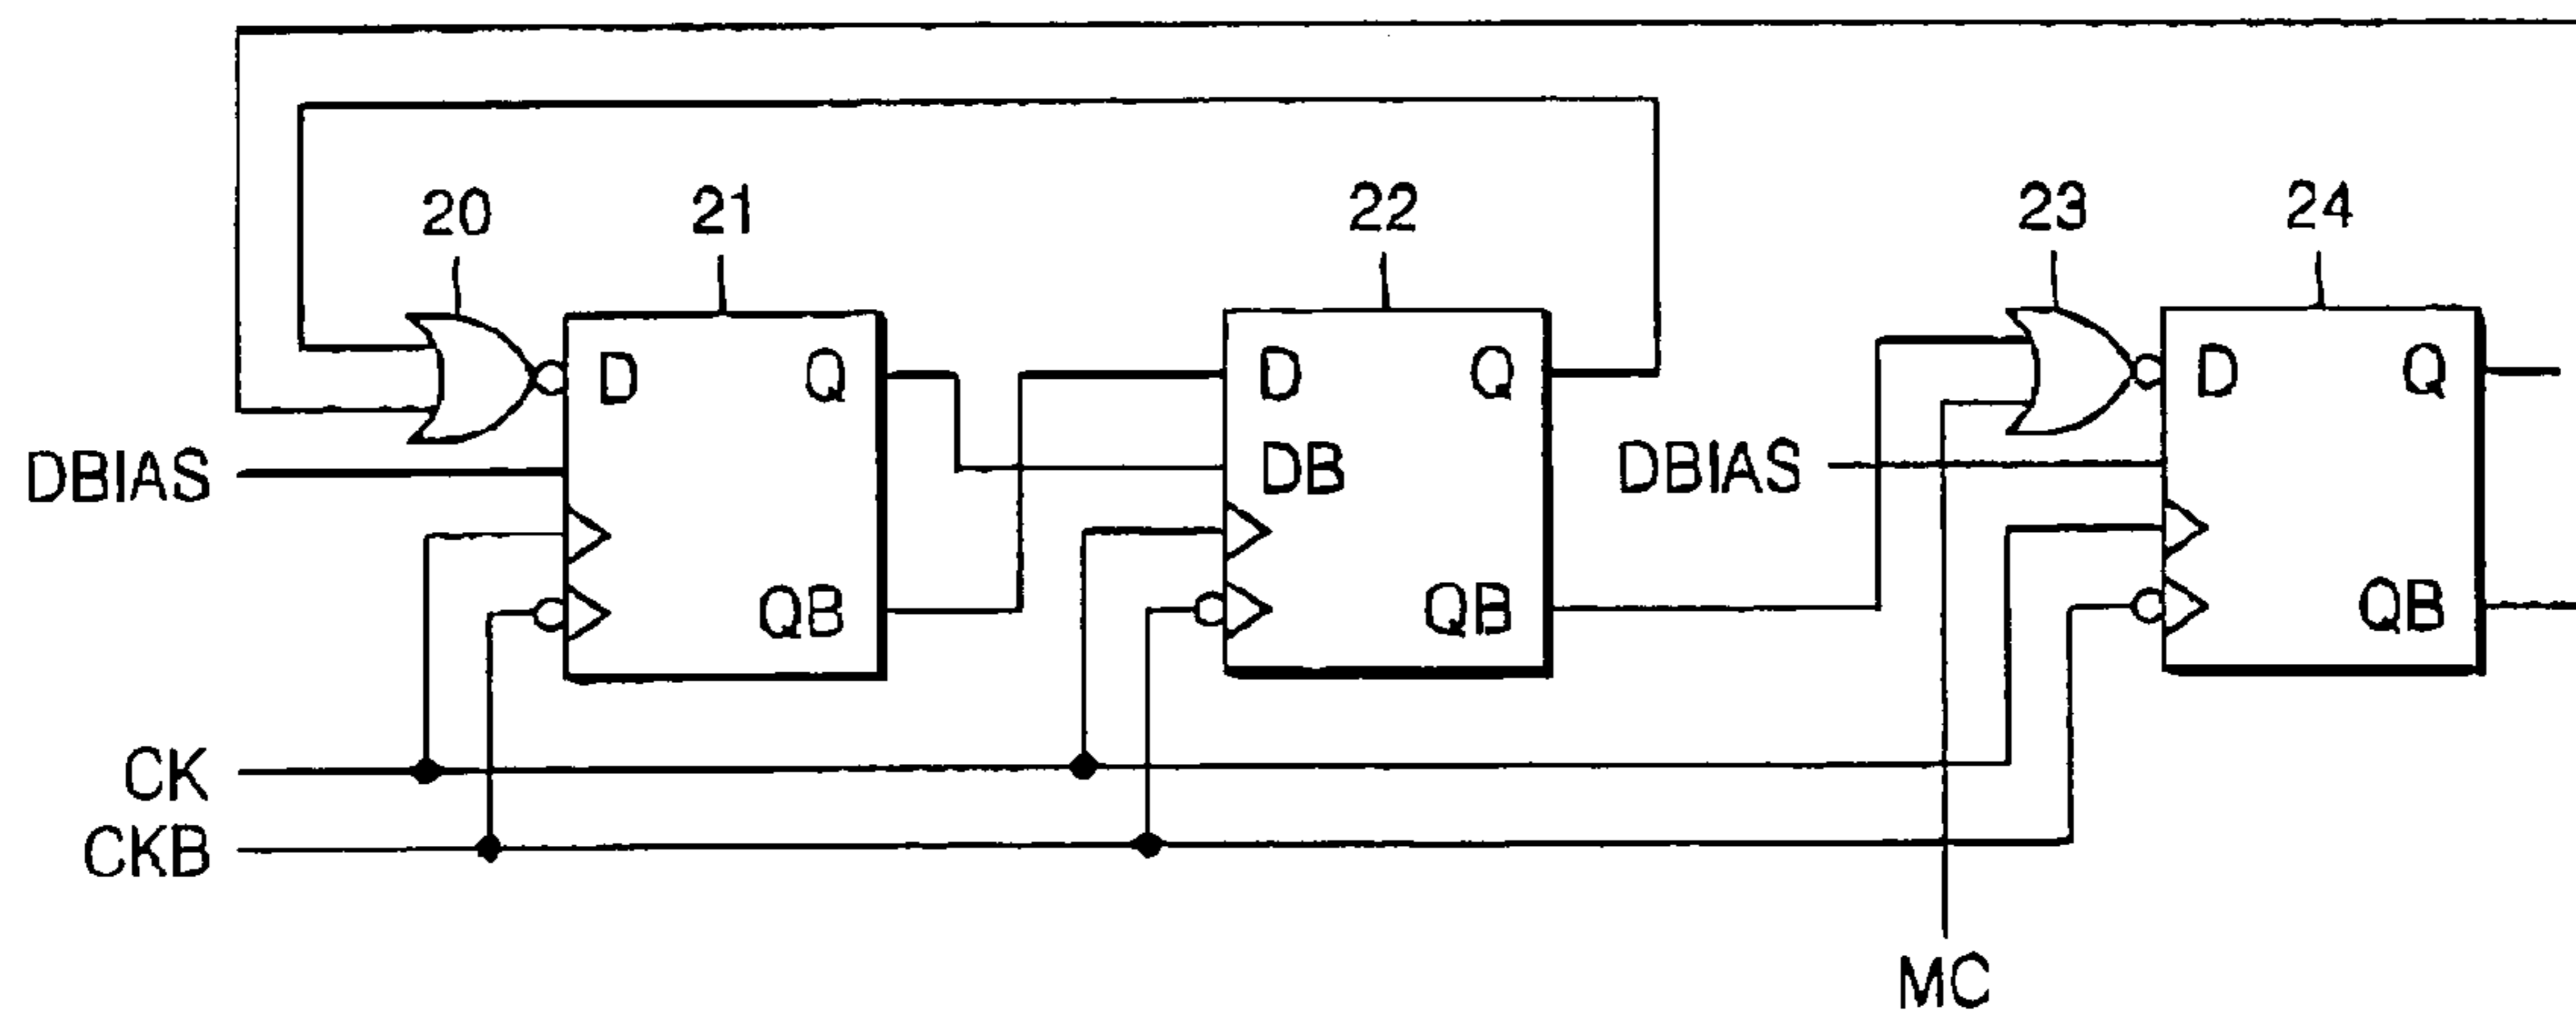 20 21 22 23 24
D Q D Q D Q
DBIAS DB DBIAS
QB QB QB
CK
CKB
MC